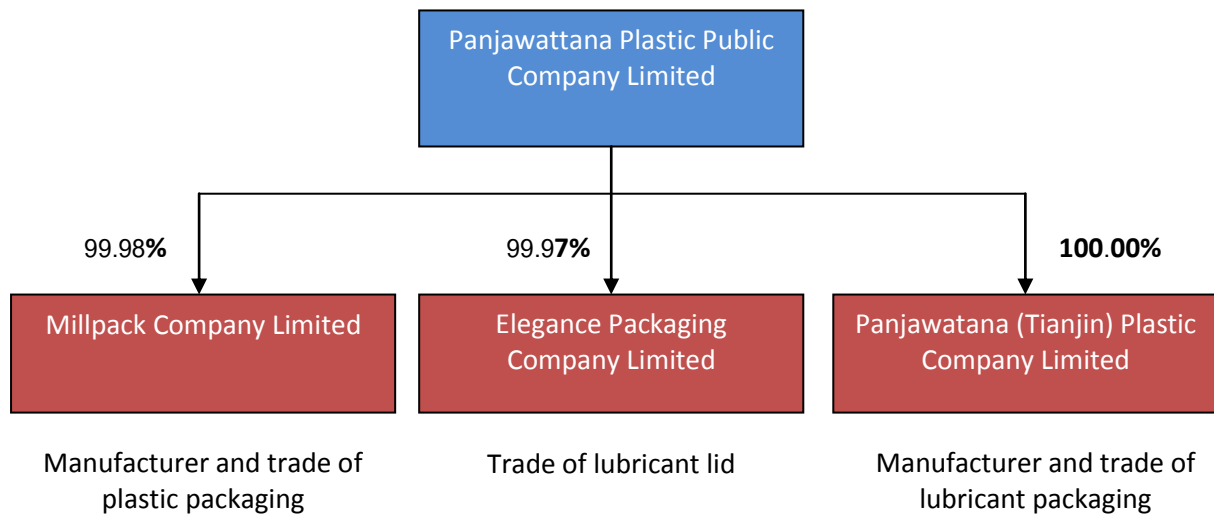 Panjawattana Plastic Public
Company Limited
99.98%
99.97%
100.00%
Millpack Company Limited
Elegance Packaging
Company Limited
Panjawatana (Tianjin) Plastic
Company Limited
Manufacturer and trade of
plastic packaging
Trade of lubricant lid
Manufacturer and trade of
lubricant packaging